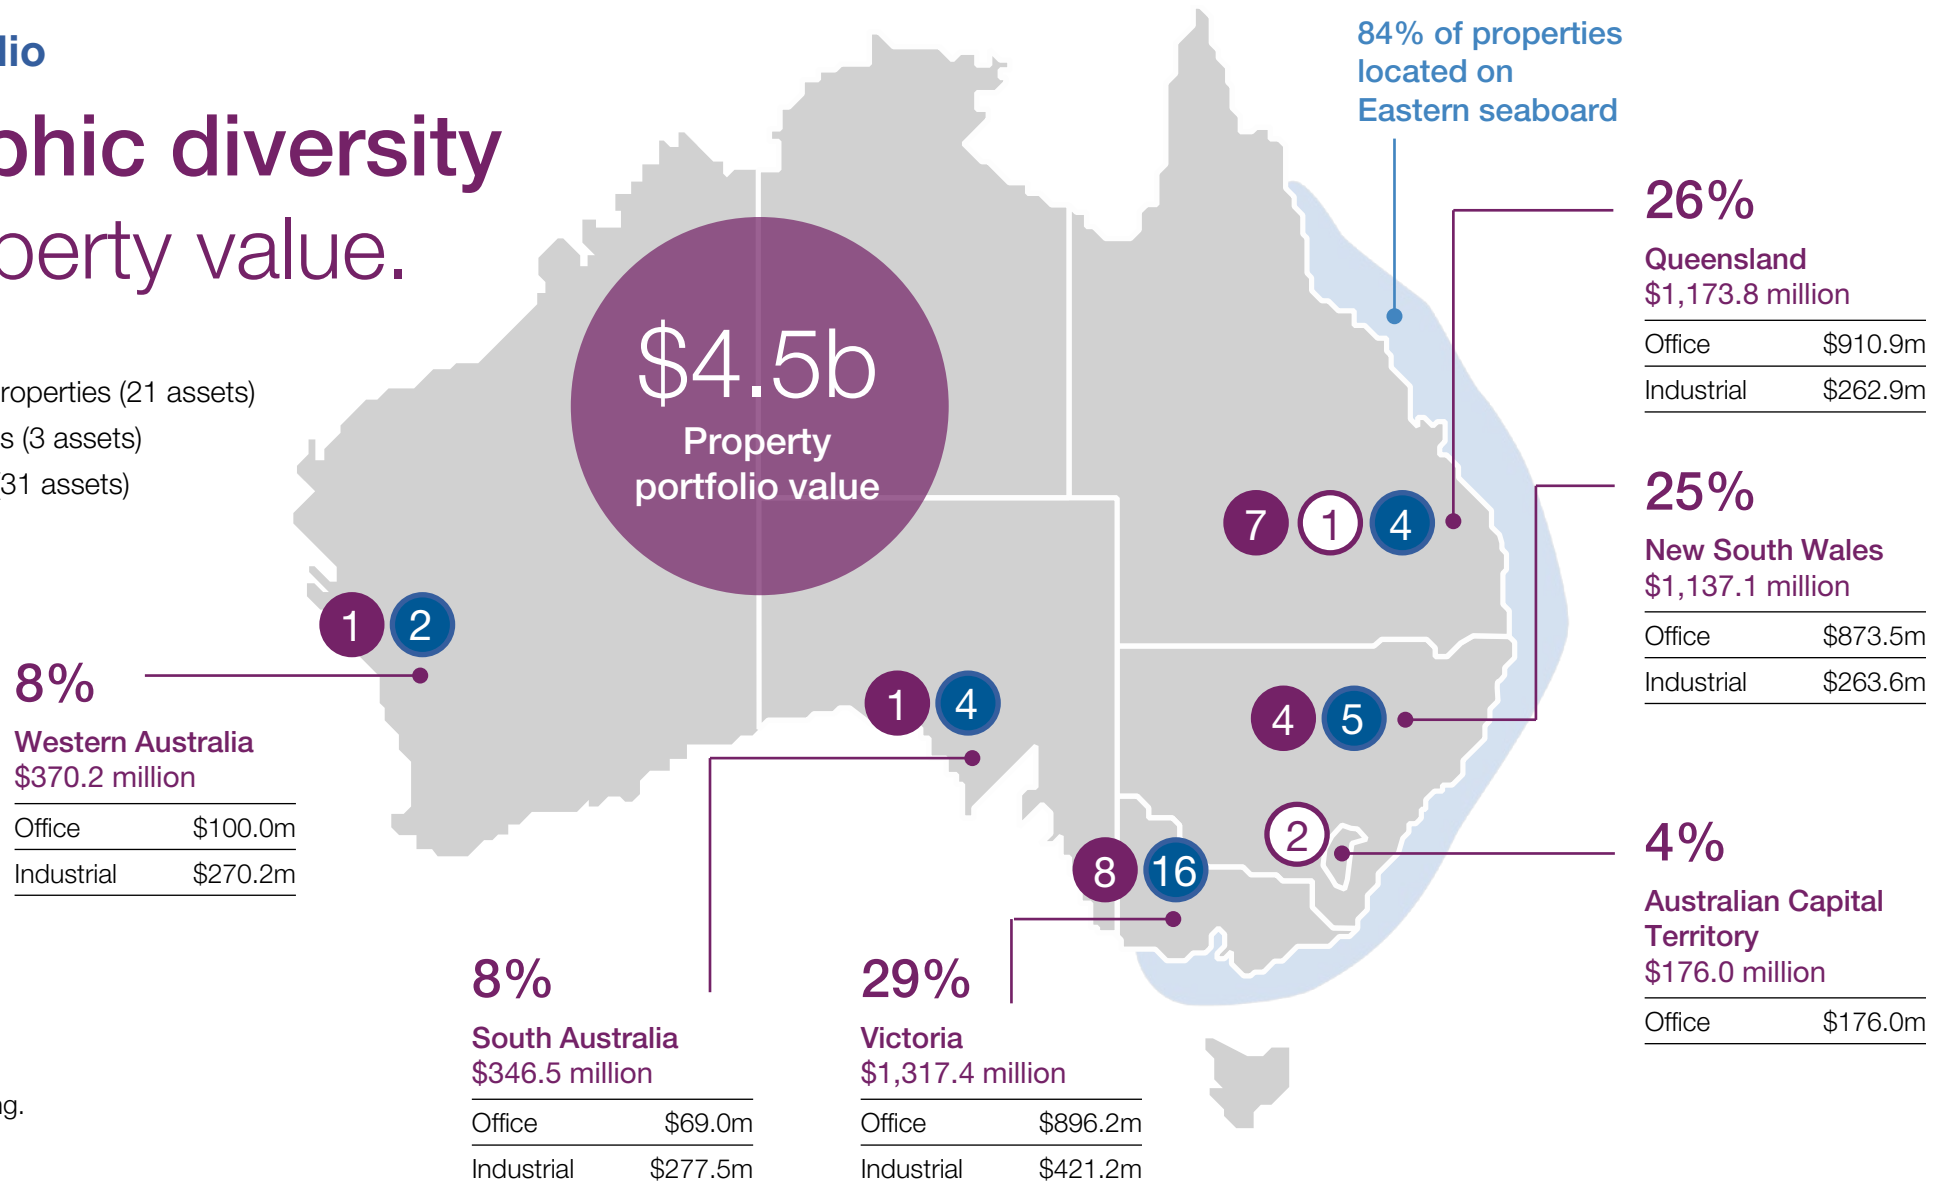 lio
phic diversity
perty value.
roperties (21 assets)
s (3 assets)
(31 assets)
84% of properties
located on
Eastern seaboard
$4.5b
Property
portfolio value
26%
Queensland
$1,173.8 million
Office $910.9m
Industrial $262.9m
7 1 4
25%
New South Wales
$1,137.1 million
Office $873.5m
Industrial $263.6m
4 5
1 2
8%
Western Australia
$370.2 million
Office $100.0m
Industrial $270.2m
1 4
8 16
2
4%
Australian Capital
Territory
$176.0 million
Office $176.0m
8%
South Australia
$346.5 million
Office $69.0m
Industrial $277.5m
29%
Victoria
$1,317.4 million
Office $896.2m
Industrial $421.2m
g.